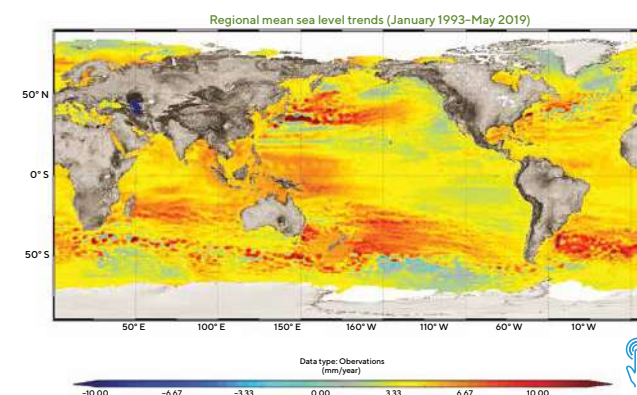 Regional mean sea level trends (January 1993–May 2019)
50° N
0° S
50° S
50° E 100° E 150° E 160° W 110° W 60° W 10° W
Data type: Obervations
(mm/year)
-10.00 -6.67 -3.33 0.00 3.33 6.67 10.00